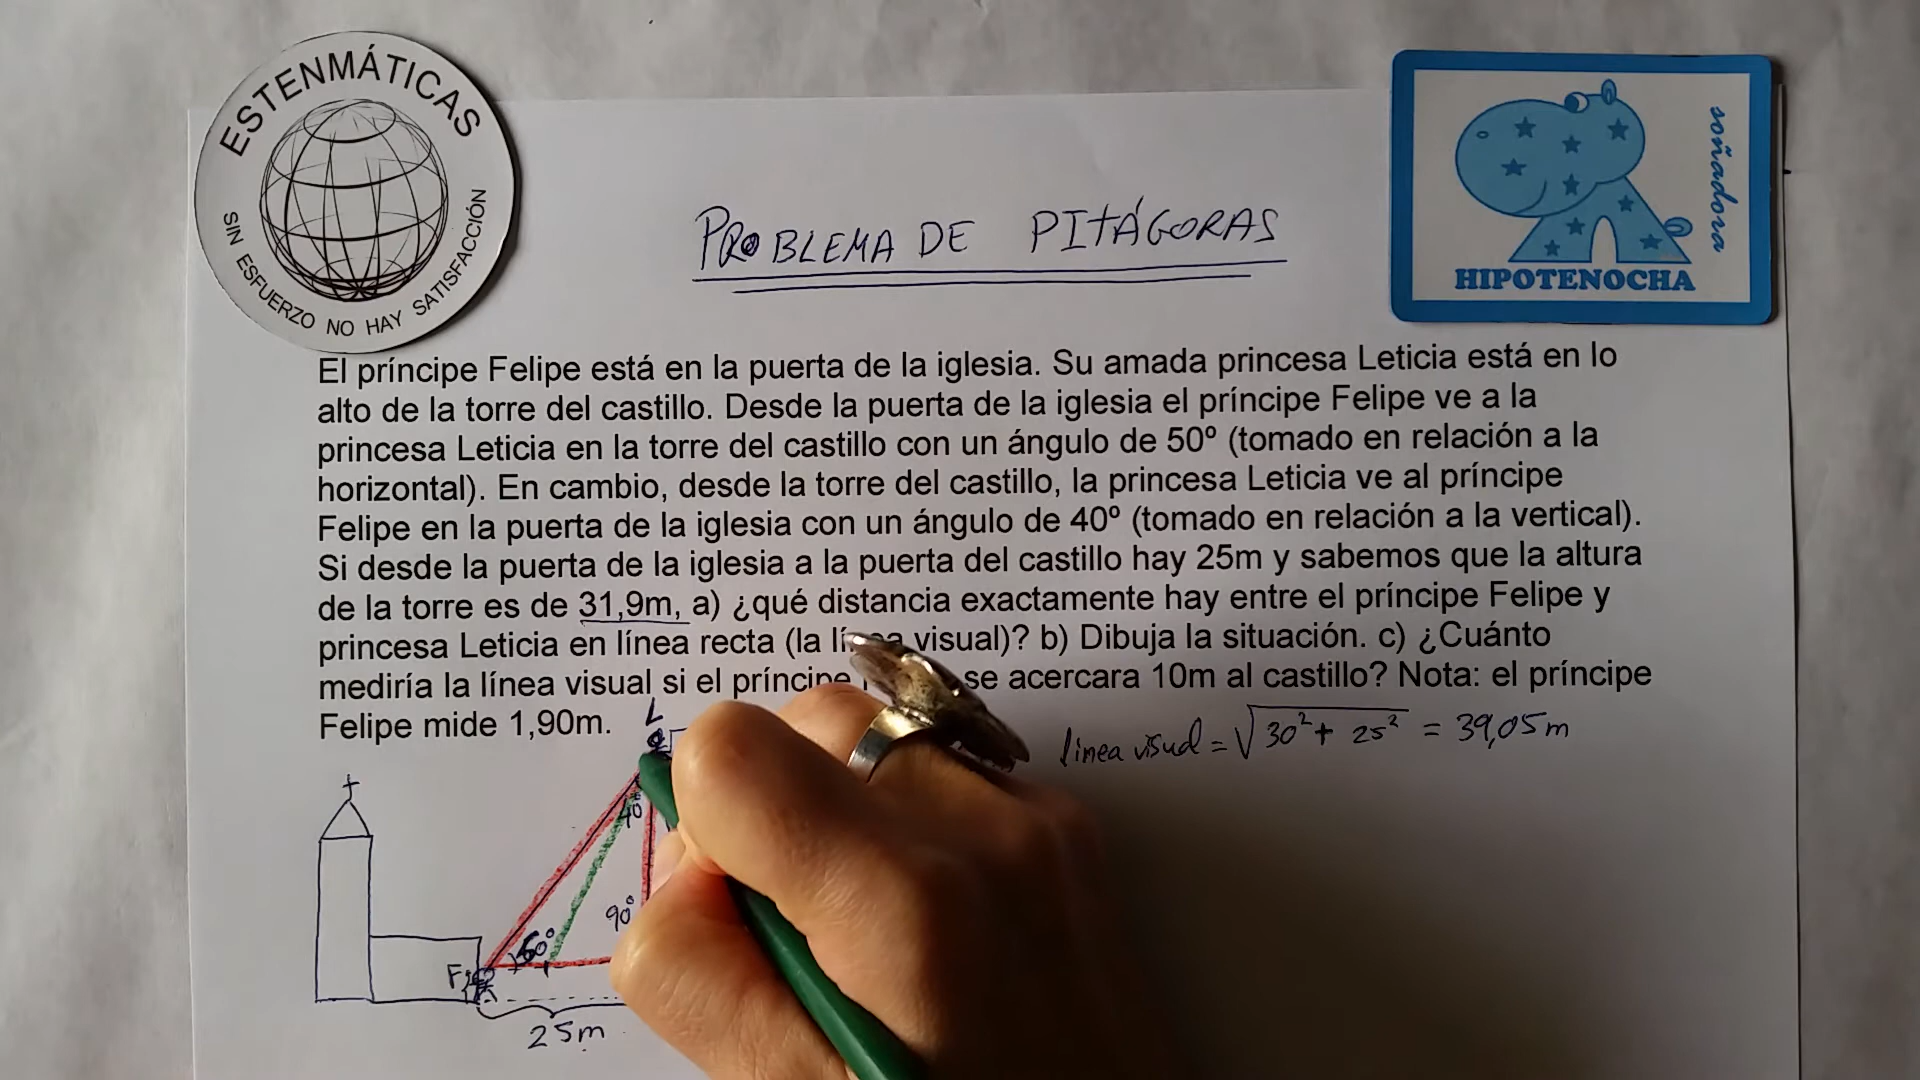 ESTENMÁTICAS
SIN ESFUERZO NO HAY SATISFACCIÓN
soñadora
HIPOTENOCHA
PROBLEMA DE PITÁGORAS
El príncipe Felipe está en la puerta de la iglesia. Su amada princesa Leticia está en lo
alto de la torre del castillo. Desde la puerta de la iglesia el príncipe Felipe ve a la
princesa Leticia en la torre del castillo con un ángulo de 50º (tomado en relación a la
horizontal). En cambio, desde la torre del castillo, la princesa Leticia ve al príncipe
Felipe en la puerta de la iglesia con un ángulo de 40º (tomado en relación a la vertical).
Si desde la puerta de la iglesia a la puerta del castillo hay 25m y sabemos que la altura
de la torre es de 31,9m, a) ¿qué distancia exactamente hay entre el príncipe Felipe y
princesa Leticia en línea recta (la línea visual)? b) Dibuja la situación. c) ¿Cuánto
mediría la línea visual si el príncipe se acercara 10m al castillo? Nota: el príncipe
Felipe mide 1,90m.
L
línea visual = √30² + 25² = 39,05 m
40
90°
50°
F
25m